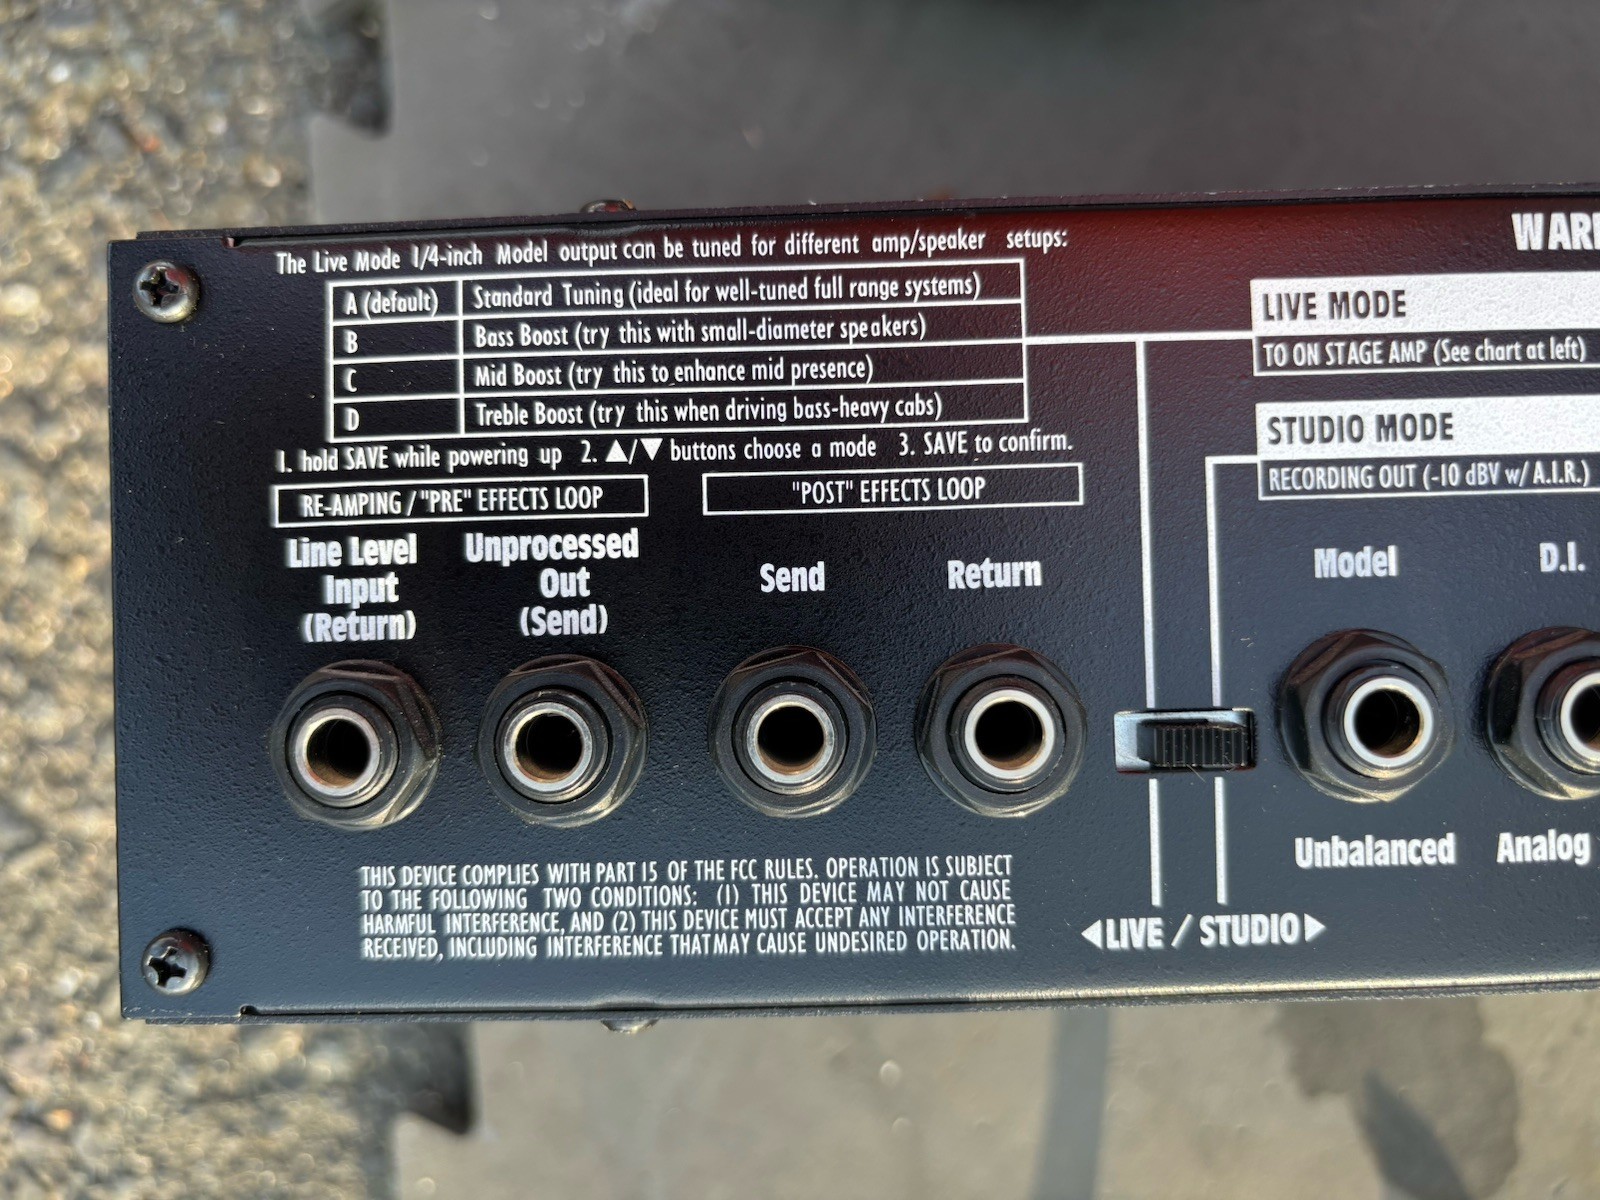 The Live Mode 1/4-inch Model output can be tuned for different amp/speaker setups:
A (default) Standard Tuning (ideal for well-tuned full range systems)
B Bass Boost (try this with small-diameter speakers)
C Mid Boost (try this to enhance mid presence)
D Treble Boost (try this when driving bass-heavy cabs)
1. hold SAVE while powering up 2. ▲/▼ buttons choose a mode 3. SAVE to confirm.
RE-AMPING / "PRE" EFFECTS LOOP
"POST" EFFECTS LOOP
Line Level
Input
(Return)
Unprocessed
Out
(Send)
Send
Return
THIS DEVICE COMPLIES WITH PART 15 OF THE FCC RULES. OPERATION IS SUBJECT
TO THE FOLLOWING TWO CONDITIONS: (1) THIS DEVICE MAY NOT CAUSE
HARMFUL INTERFERENCE, AND (2) THIS DEVICE MUST ACCEPT ANY INTERFERENCE
RECEIVED, INCLUDING INTERFERENCE THAT MAY CAUSE UNDESIRED OPERATION.
LIVE MODE
TO ON STAGE AMP (See chart at left)
STUDIO MODE
RECORDING OUT (-10 dBV w/ A.I.R.)
Model
D.I.
Unbalanced
Analog
◀LIVE / STUDIO▶